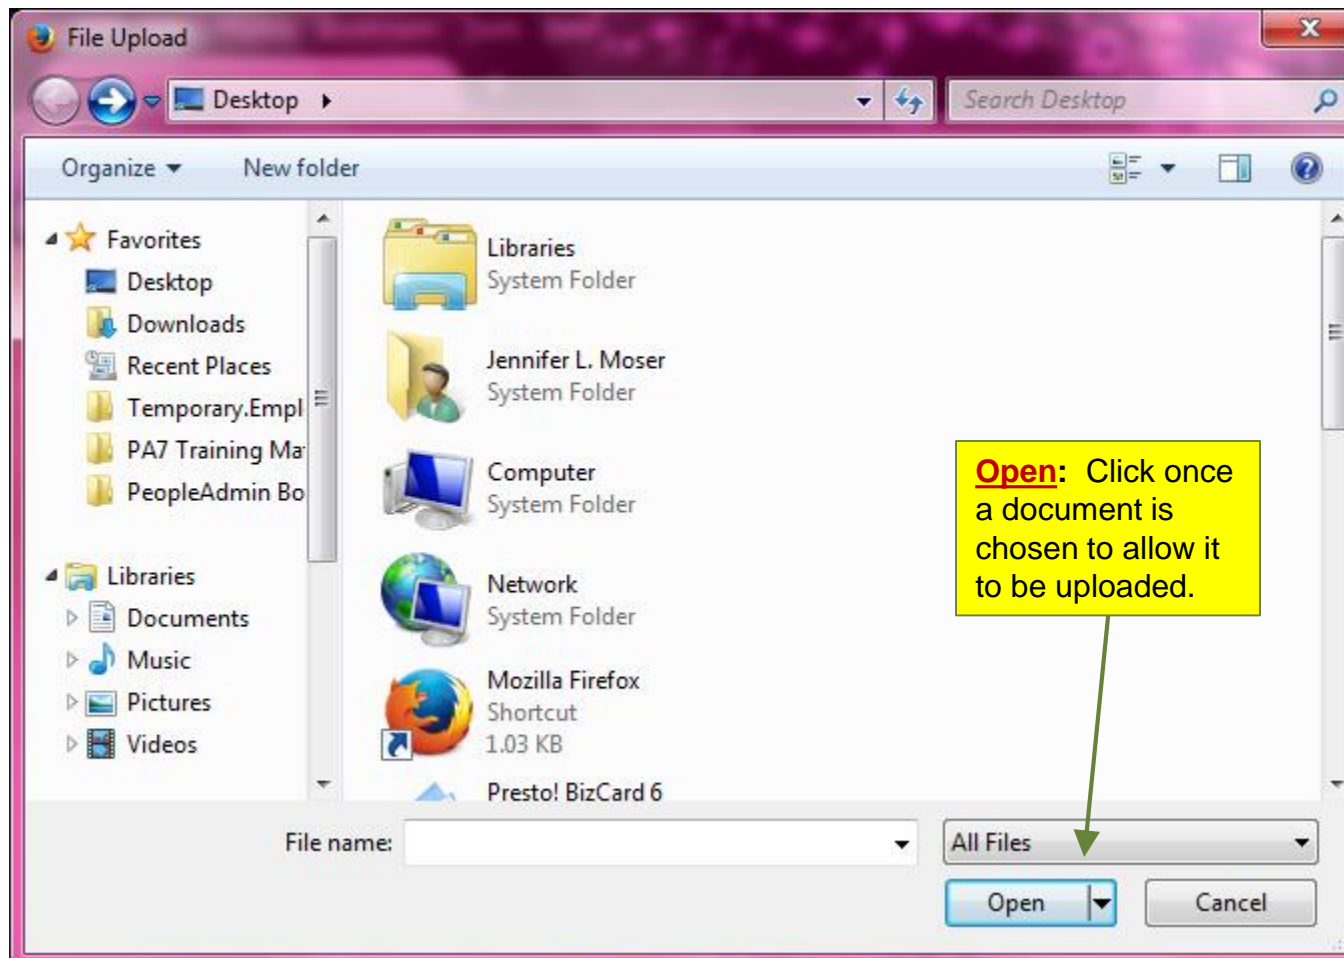 File Upload
Desktop
Search Desktop
Organize
New folder
Favorites
Desktop
Downloads
Recent Places
Temporary.Empl
PA7 Training Ma
PeopleAdmin Bo
Libraries
Documents
Music
Pictures
Videos
Libraries
System Folder
Jennifer L. Moser
System Folder
Computer
System Folder
Network
System Folder
Mozilla Firefox
Shortcut
1.03 KB
Presto! BizCard 6
Open: Click once
a document is
chosen to allow it
to be uploaded.
File name:
All Files
Open
Cancel